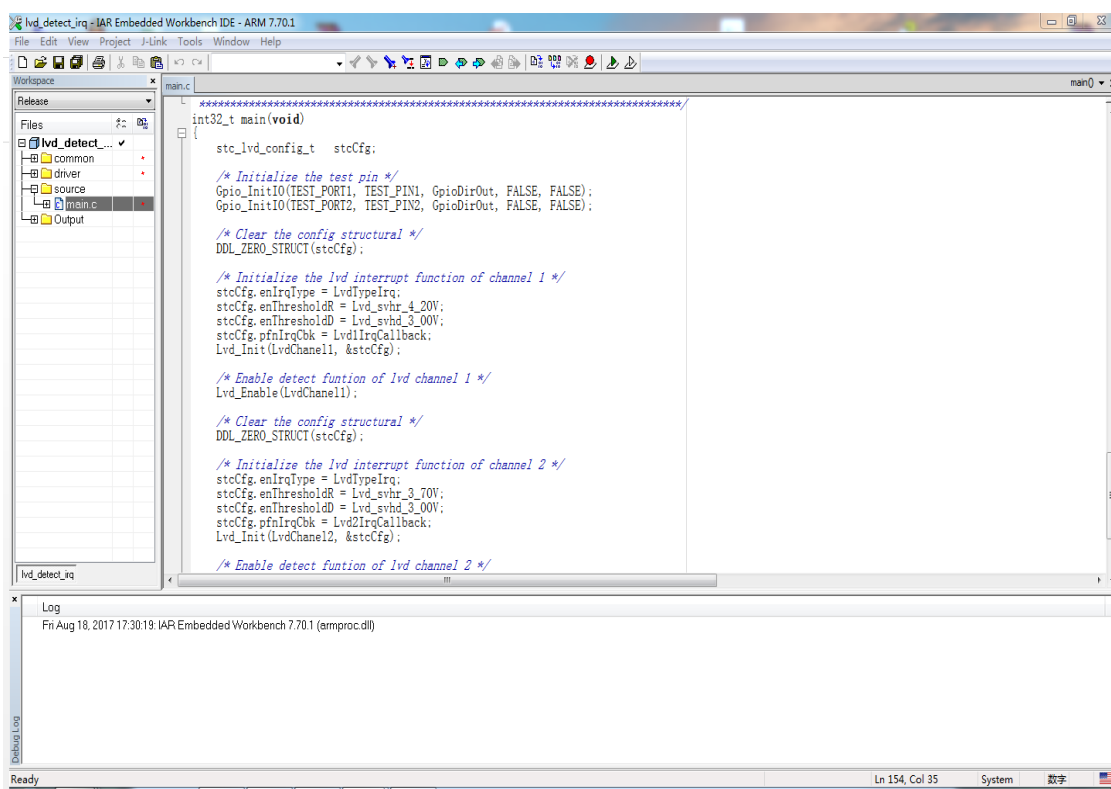 lvd_detect_irq - IAR Embedded Workbench IDE - ARM 7.70.1
File Edit View Project J-Link Tools Window Help
Workspace
main.c
main()
Release
Files
lvd_detect_...
common
driver
source
main.c
Output
lvd_detect_irq
******************************************************************************/
int32_t main(void)
{
stc_lvd_config_t stcCfg;
/* Initialize the test pin */
Gpio_InitIO(TEST_PORT1, TEST_PIN1, GpioDirOut, FALSE, FALSE);
Gpio_InitIO(TEST_PORT2, TEST_PIN2, GpioDirOut, FALSE, FALSE);
/* Clear the config structural */
DDL_ZERO_STRUCT(stcCfg);
/* Initialize the lvd interrupt function of channel 1 */
stcCfg.enIrqType = LvdTypeIrq;
stcCfg.enThresholdR = Lvd_svhr_4_20V;
stcCfg.enThresholdD = Lvd_svhd_3_00V;
stcCfg.pfnIrqCbk = Lvd1IrqCallback;
Lvd_Init(LvdChanel1, &stcCfg);
/* Enable detect funtion of lvd channel 1 */
Lvd_Enable(LvdChanel1);
/* Clear the config structural */
DDL_ZERO_STRUCT(stcCfg);
/* Initialize the lvd interrupt function of channel 2 */
stcCfg.enIrqType = LvdTypeIrq;
stcCfg.enThresholdR = Lvd_svhr_3_70V;
stcCfg.enThresholdD = Lvd_svhd_3_00V;
stcCfg.pfnIrqCbk = Lvd2IrqCallback;
Lvd_Init(LvdChanel2, &stcCfg);
/* Enable detect funtion of lvd channel 2 */
Log
Fri Aug 18, 2017 17:30:19: IAR Embedded Workbench 7.70.1 (armproc.dll)
Debug Log
Ready
Ln 154, Col 35
System
数字